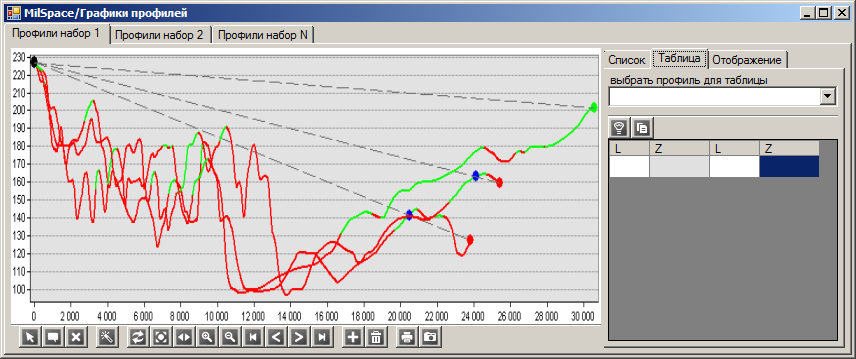 MilSpace/Графики профилей
Профили набор 1 Профили набор 2 Профили набор N
Список Таблица Отображение
выбрать профиль для таблицы
L Z L Z
230
220
210
200
190
180
170
160
150
140
130
120
110
100
0 2 000 4 000 6 000 8 000 10 000 12 000 14 000 16 000 18 000 20 000 22 000 24 000 26 000 28 000 30 000